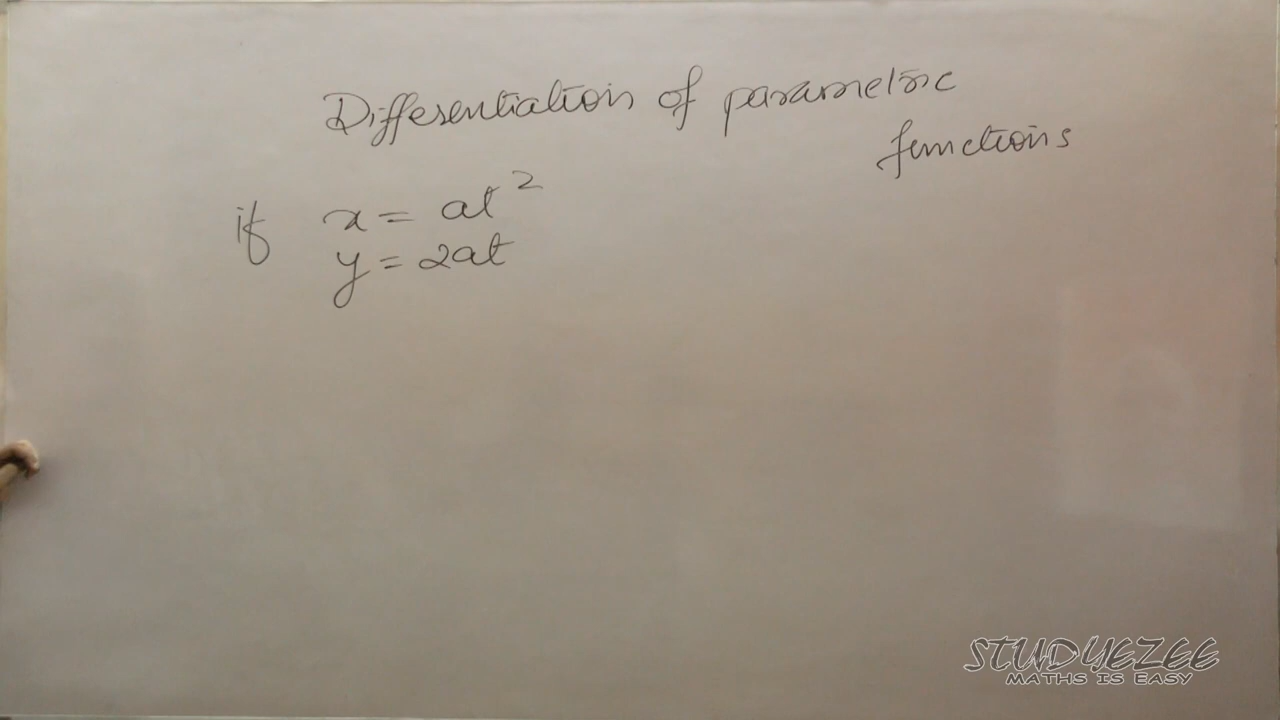 Differentiation of parametric
functions
if x = at²
y = 2at
STUDYEZEE
MATHS IS EASY